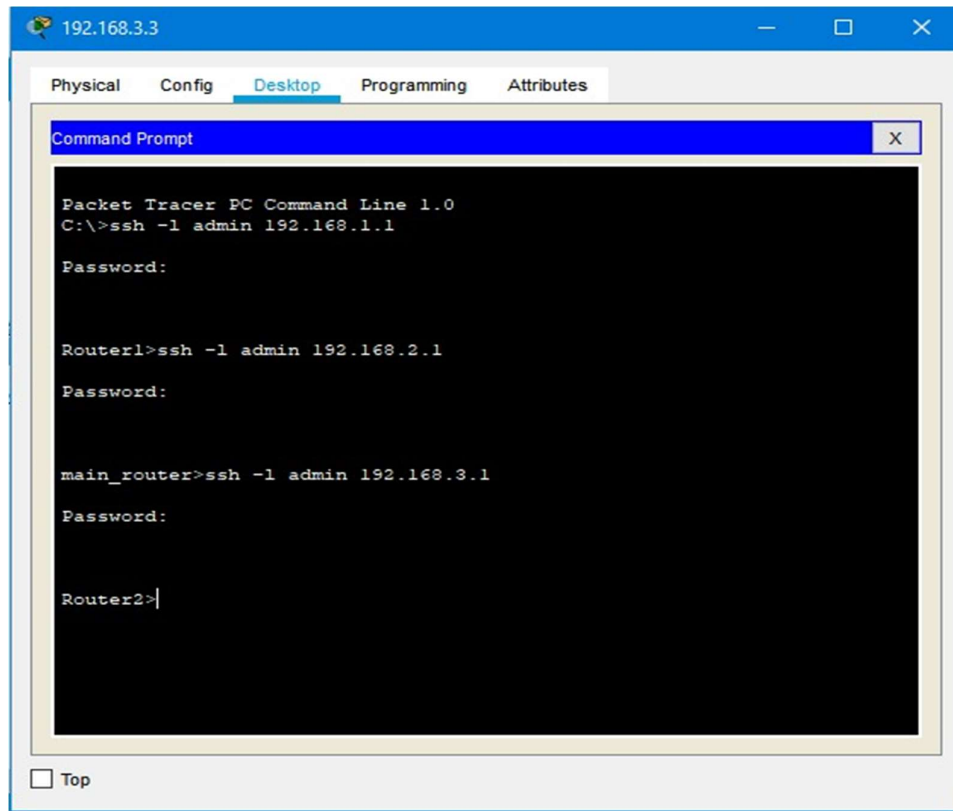 192.168.3.3
Physical Config Desktop Programming Attributes
Command Prompt X
Packet Tracer PC Command Line 1.0
C:\>ssh -l admin 192.168.1.1
Password:
Router1>ssh -l admin 192.168.2.1
Password:
main_router>ssh -l admin 192.168.3.1
Password:
Router2>
Top